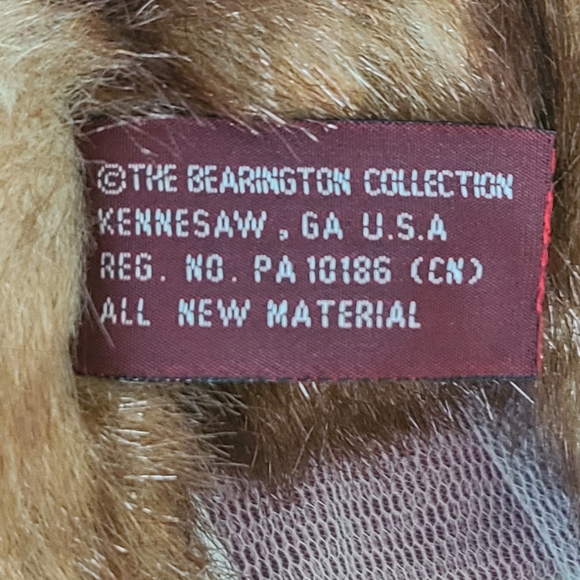 ©THE BEARINGTON COLLECTION
KENNESAW, GA U.S.A
REG. NO. PA 10186 (CN)
ALL NEW MATERIAL